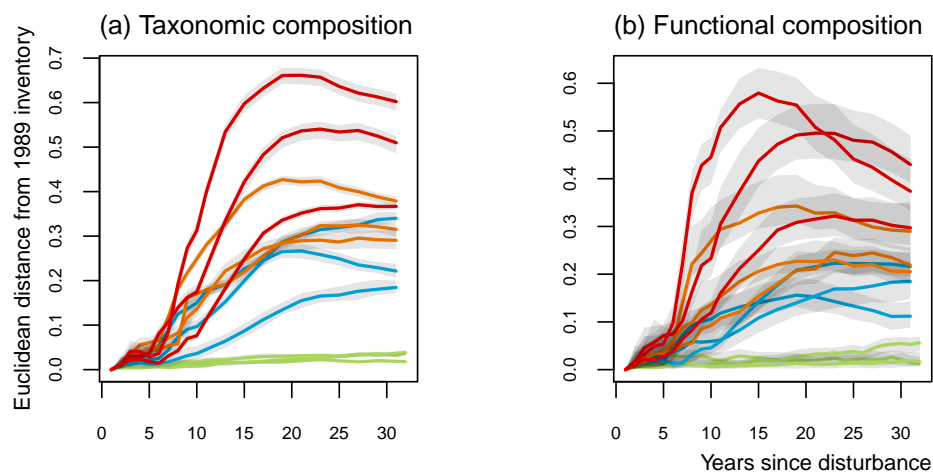 (a) Taxonomic composition
(b) Functional composition
Euclidean distance from 1989 inventory
0.7
0.6
0.5
0.4
0.3
0.2
0.1
0.0
0 5 10 15 20 25 30
0.6
0.5
0.4
0.3
0.2
0.1
0.0
0 5 10 15 20 25 30
Years since disturbance